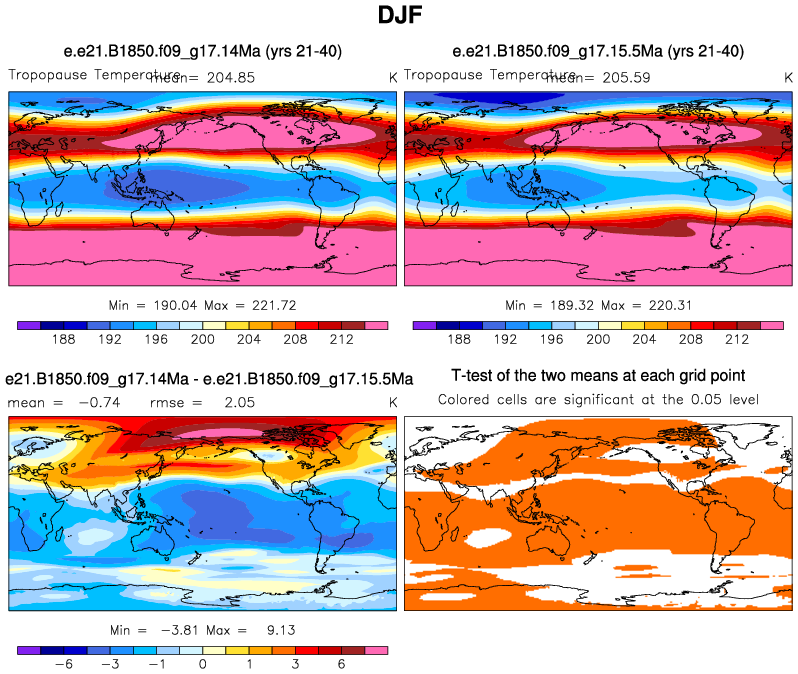 DJF
e.e21.B1850.f09_g17.14Ma (yrs 21-40)
Tropopause Temperature mean= 204.85 K
e.e21.B1850.f09_g17.15.5Ma (yrs 21-40)
Tropopause Temperature mean= 205.59 K
Min = 190.04 Max = 221.72
188 192 196 200 204 208 212
Min = 189.32 Max = 220.31
188 192 196 200 204 208 212
e21.B1850.f09_g17.14Ma - e.e21.B1850.f09_g17.15.5Ma
mean = -0.74 rmse = 2.05 K
T-test of the two means at each grid point
Colored cells are significant at the 0.05 level
Min = -3.81 Max = 9.13
-6 -3 -1 0 1 3 6